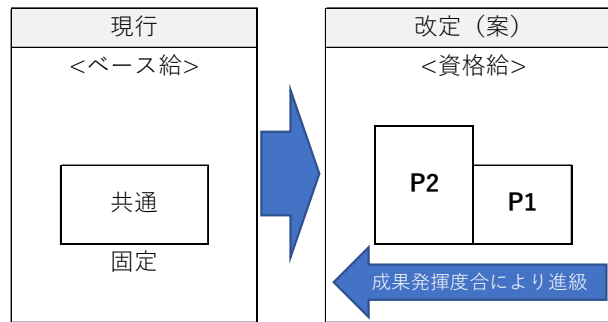 現行
<ベース給>
共通
固定
改定（案）
<資格給>
P2
P1
成果発揮度合により進級